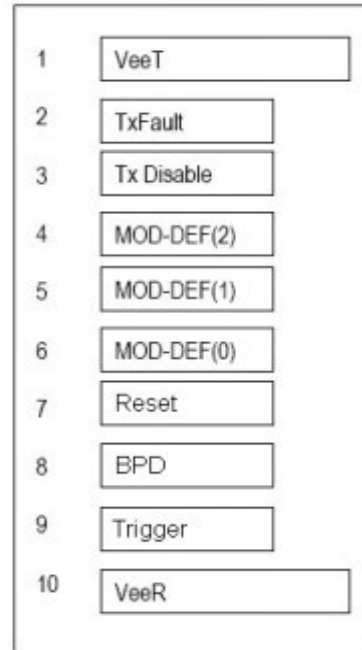 1 VeeT
2 TxFault
3 Tx Disable
4 MOD-DEF(2)
5 MOD-DEF(1)
6 MOD-DEF(0)
7 Reset
8 BPD
9 Trigger
10 VeeR